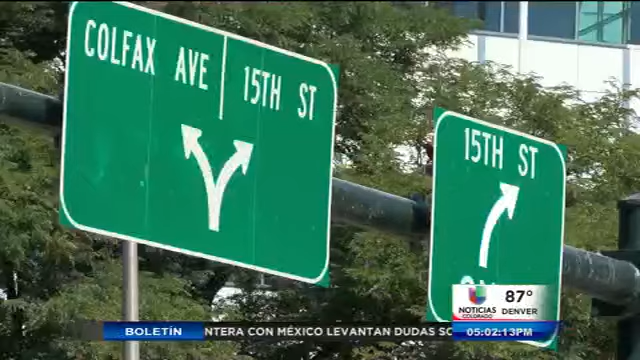 COLFAX AVE
15TH ST
15TH ST
NOTICIAS
COLORADO
87°
DENVER
BOLETÍN
NTERA CON MÉXICO LEVANTAN DUDAS SO
05:02:13PM